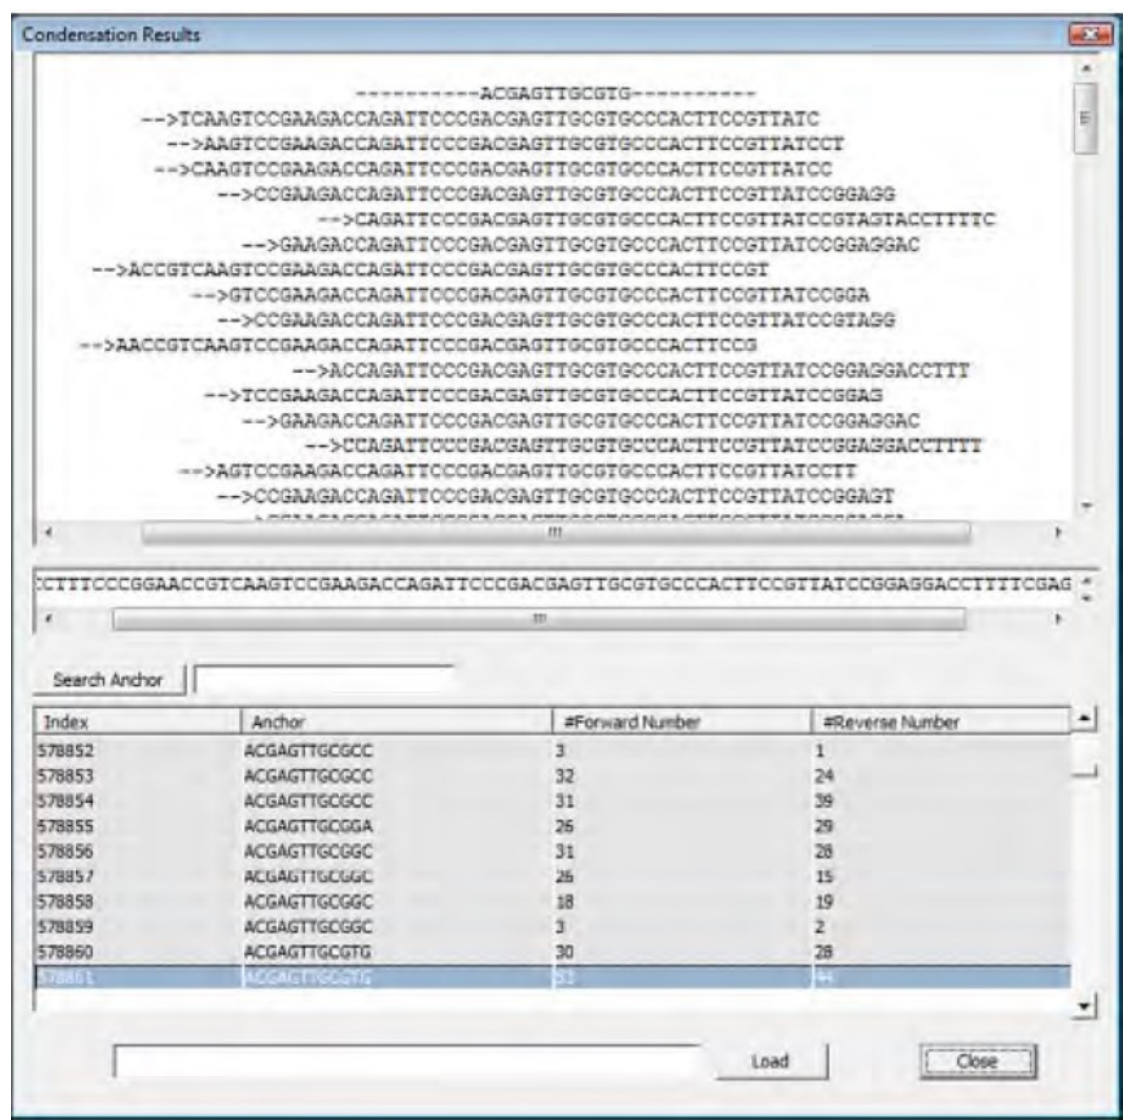 Condensation Results
----------ACGAGTTGCGTG----------
-->TCAAGTCCGAAGACCAGATTCCCGACGAGTTGCGTGCCCACTTCCGTTATC
-->AAGTCCGAAGACCAGATTCCCGACGAGTTGCGTGCCCACTTCCGTTATCCT
-->CAAGTCCGAAGACCAGATTCCCGACGAGTTGCGTGCCCACTTCCGTTATCC
-->CCGAAGACCAGATTCCCGACGAGTTGCGTGCCCACTTCCGTTATCCGGAGG
-->CAGATTCCCGACGAGTTGCGTGCCCACTTCCGTTATCCGTAGTACCTTTTC
-->GAAGACCAGATTCCCGACGAGTTGCGTGCCCACTTCCGTTATCCGGAGGAC
-->ACCGTCAAGTCCGAAGACCAGATTCCCGACGAGTTGCGTGCCCACTTCCGT
-->GTCCGAAGACCAGATTCCCGACGAGTTGCGTGCCCACTTCCGTTATCCGGA
-->CCGAAGACCAGATTCCCGACGAGTTGCGTGCCCACTTCCGTTATCCGTAGG
-->AACCGTCAAGTCCGAAGACCAGATTCCCGACGAGTTGCGTGCCCACTTCCG
-->ACCAGATTCCCGACGAGTTGCGTGCCCACTTCCGTTATCCGGAGGACCTTT
-->TCCGAAGACCAGATTCCCGACGAGTTGCGTGCCCACTTCCGTTATCCGGAG
-->GAAGACCAGATTCCCGACGAGTTGCGTGCCCACTTCCGTTATCCGGAGGAC
-->CCAGATTCCCGACGAGTTGCGTGCCCACTTCCGTTATCCGGAGGACCTTTT
-->AGTCCGAAGACCAGATTCCCGACGAGTTGCGTGCCCACTTCCGTTATCCTT
-->CCGAAGACCAGATTCCCGACGAGTTGCGTGCCCACTTCCGTTATCCGGAGT
CCTTTCCCGGAACCGTCAAGTCCGAAGACCAGATTCCCGACGAGTTGCGTGCCCACTTCCGTTATCCGGAGGACCTTTTCGAG
Search Anchor
Index Anchor #Forward Number #Reverse Number
578852 ACGAGTTGCGCC 3 1
578853 ACGAGTTGCGCC 32 24
578854 ACGAGTTGCGCC 31 39
578855 ACGAGTTGCGGA 26 29
578856 ACGAGTTGCGGC 31 28
578857 ACGAGTTGCGGC 26 15
578858 ACGAGTTGCGGC 18 19
578859 ACGAGTTGCGGC 3 2
578860 ACGAGTTGCGTG 30 28
578861 ACGAGTTGCGTG
Load Close